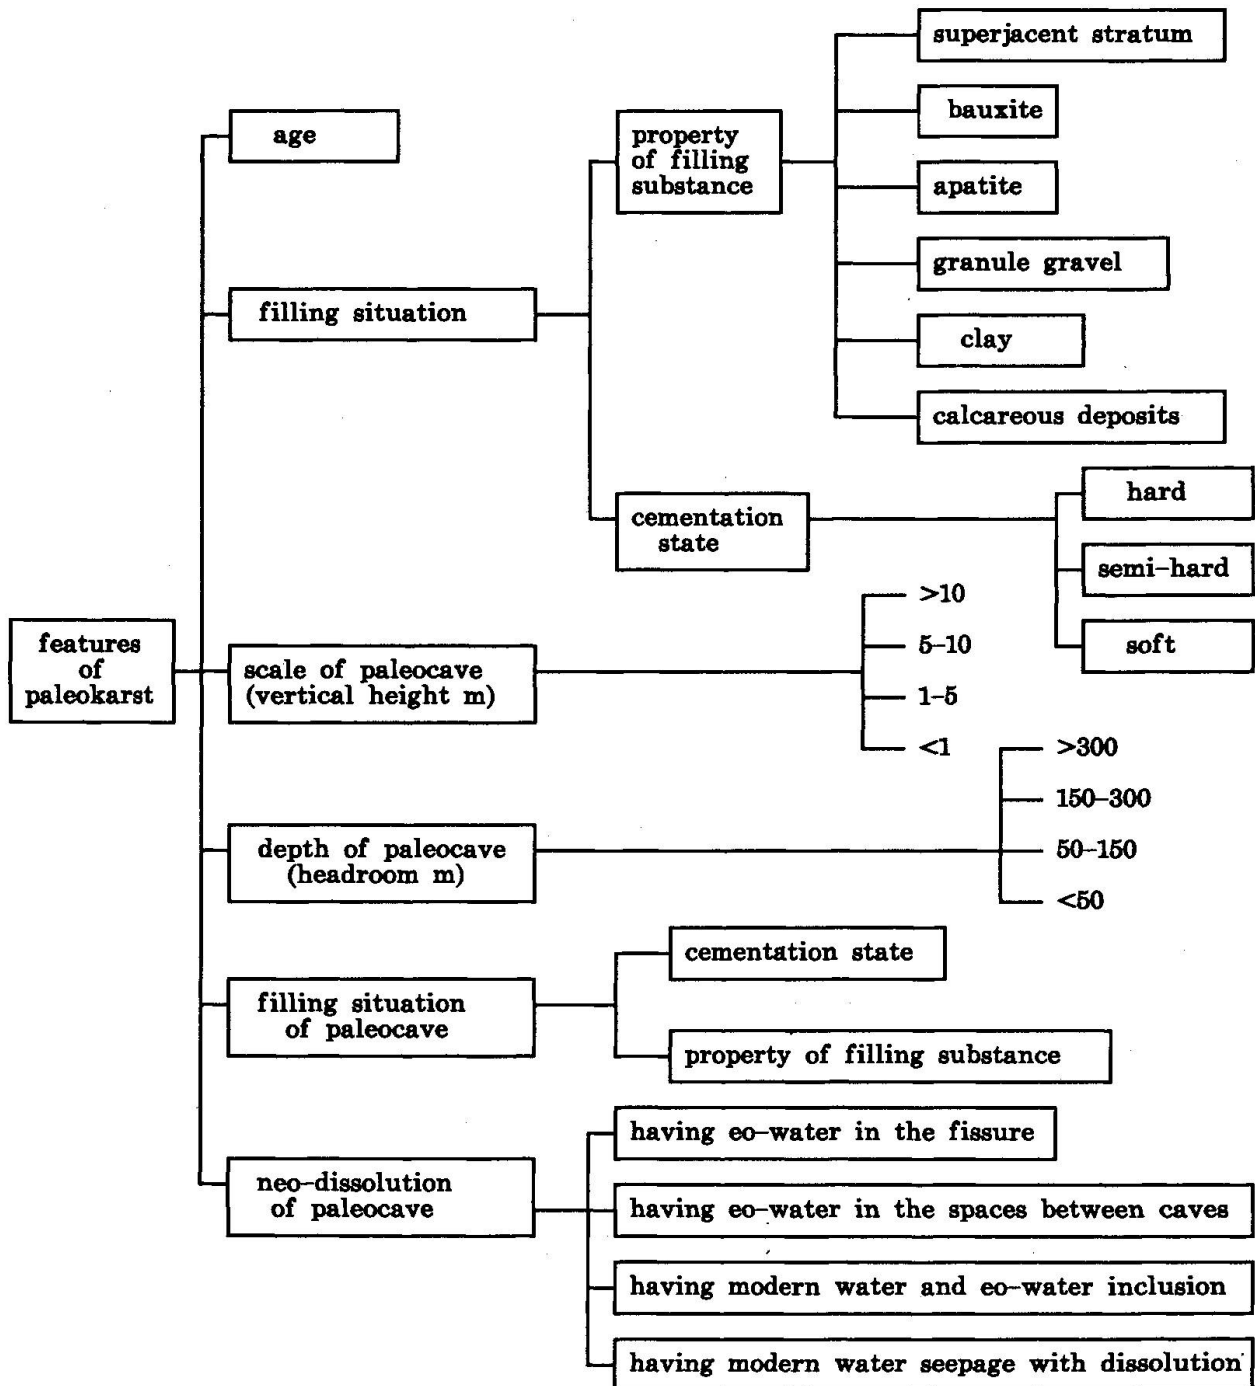 features
of
paleokarst
age
filling situation
property
of filling
substance
superjacent stratum
bauxite
apatite
granule gravel
clay
calcareous deposits
cementation
state
hard
semi-hard
soft
scale of paleocave
(vertical height m)
>10
5-10
1-5
<1
depth of paleocave
(headroom m)
>300
150-300
50-150
<50
filling situation
of paleocave
cementation state
property of filling substance
neo-dissolution
of paleocave
having eo-water in the fissure
having eo-water in the spaces between caves
having modern water and eo-water inclusion
having modern water seepage with dissolution